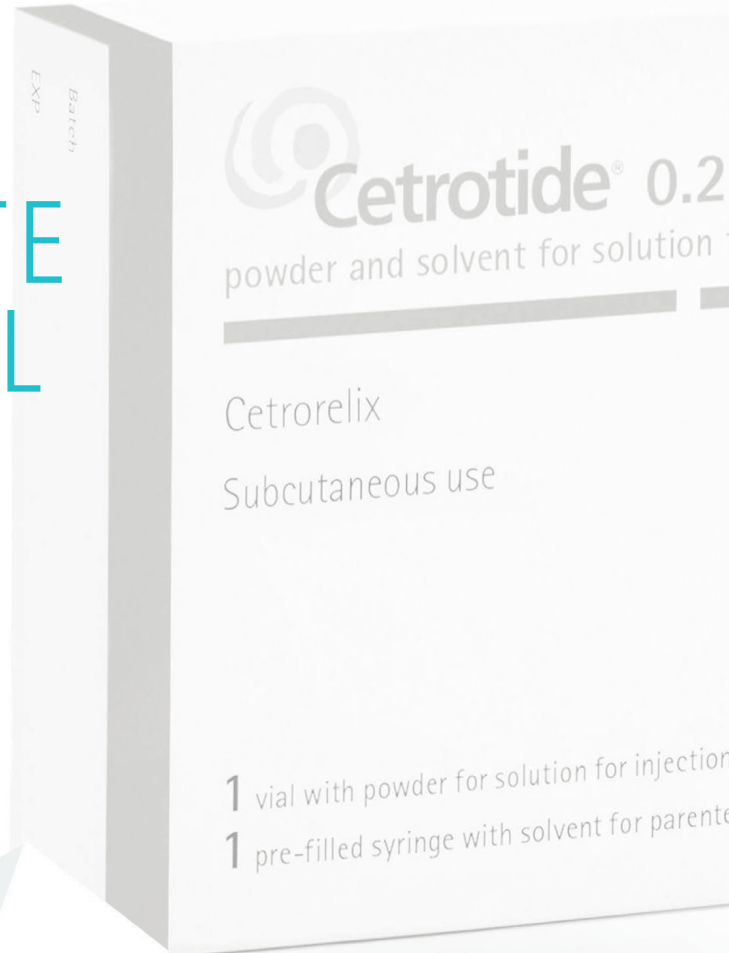 Batch
EXP
TE
L
Cetrotide® 0.2
powder and solvent for solution
Cetrorelix
Subcutaneous use
1 vial with powder for solution for injection
1 pre-filled syringe with solvent for parente